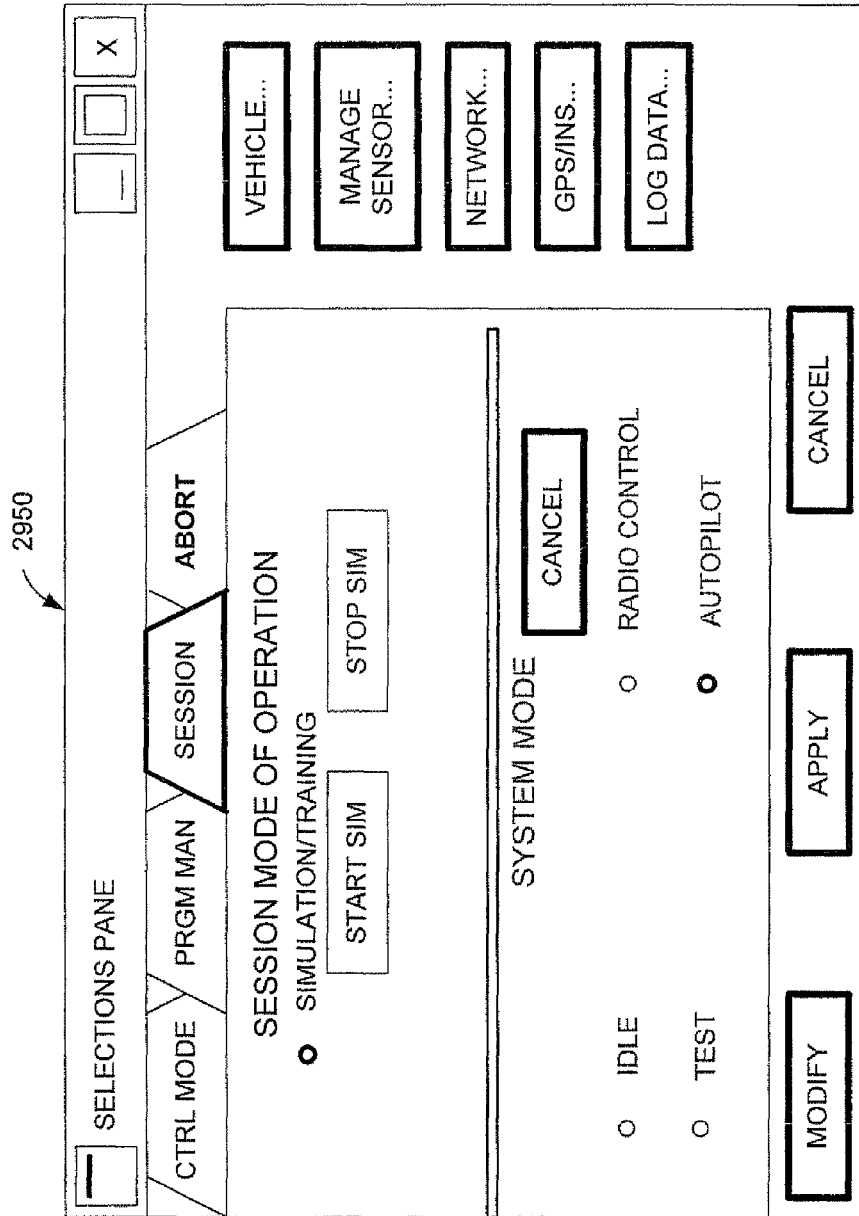 2950
SELECTIONS PANE
X
CTRL MODE
PRGM MAN
SESSION
ABORT
SESSION MODE OF OPERATION
SIMULATION/TRAINING
START SIM
STOP SIM
SYSTEM MODE
CANCEL
IDLE
RADIO CONTROL
TEST
AUTOPILOT
VEHICLE...
MANAGE
SENSOR...
NETWORK...
GPS/INS...
LOG DATA...
MODIFY
APPLY
CANCEL